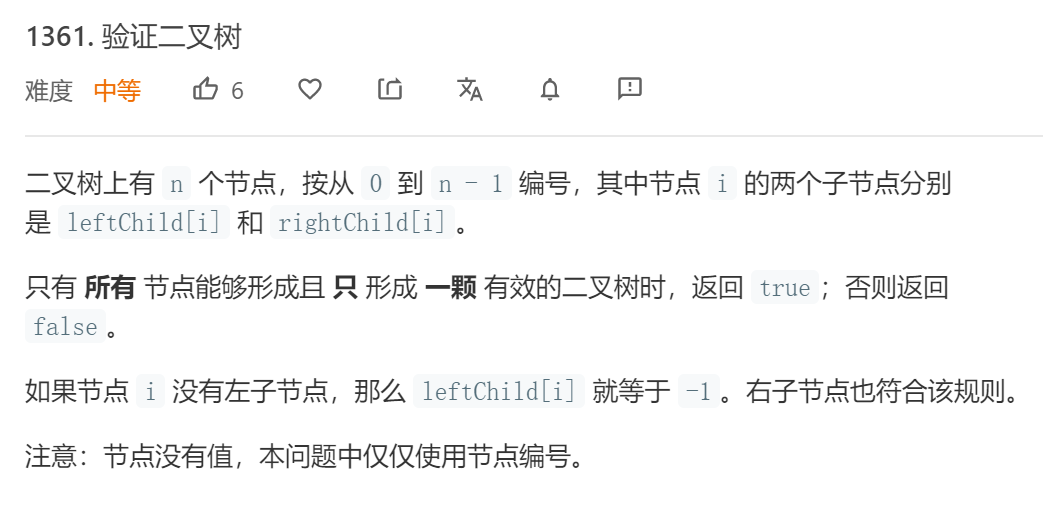 1361. 验证二叉树
难度 中等 6
二叉树上有 n 个节点，按从 0 到 n - 1 编号，其中节点 i 的两个子节点分别
是 leftChild[i] 和 rightChild[i]。
只有 所有 节点能够形成且 只 形成 一颗 有效的二叉树时，返回 true；否则返回
false。
如果节点 i 没有左子节点，那么 leftChild[i] 就等于 -1。右子节点也符合该规则。
注意：节点没有值，本问题中仅仅使用节点编号。